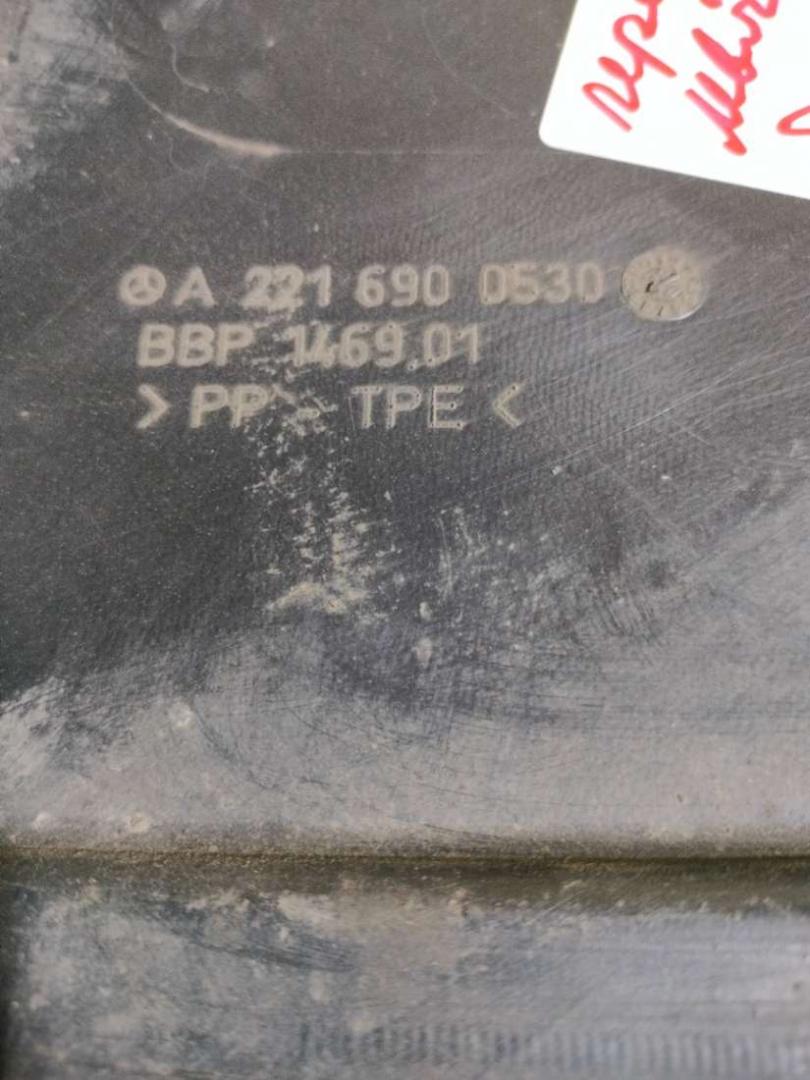 A 221 690 0530
BBP 1469.01
> PP - TPE <